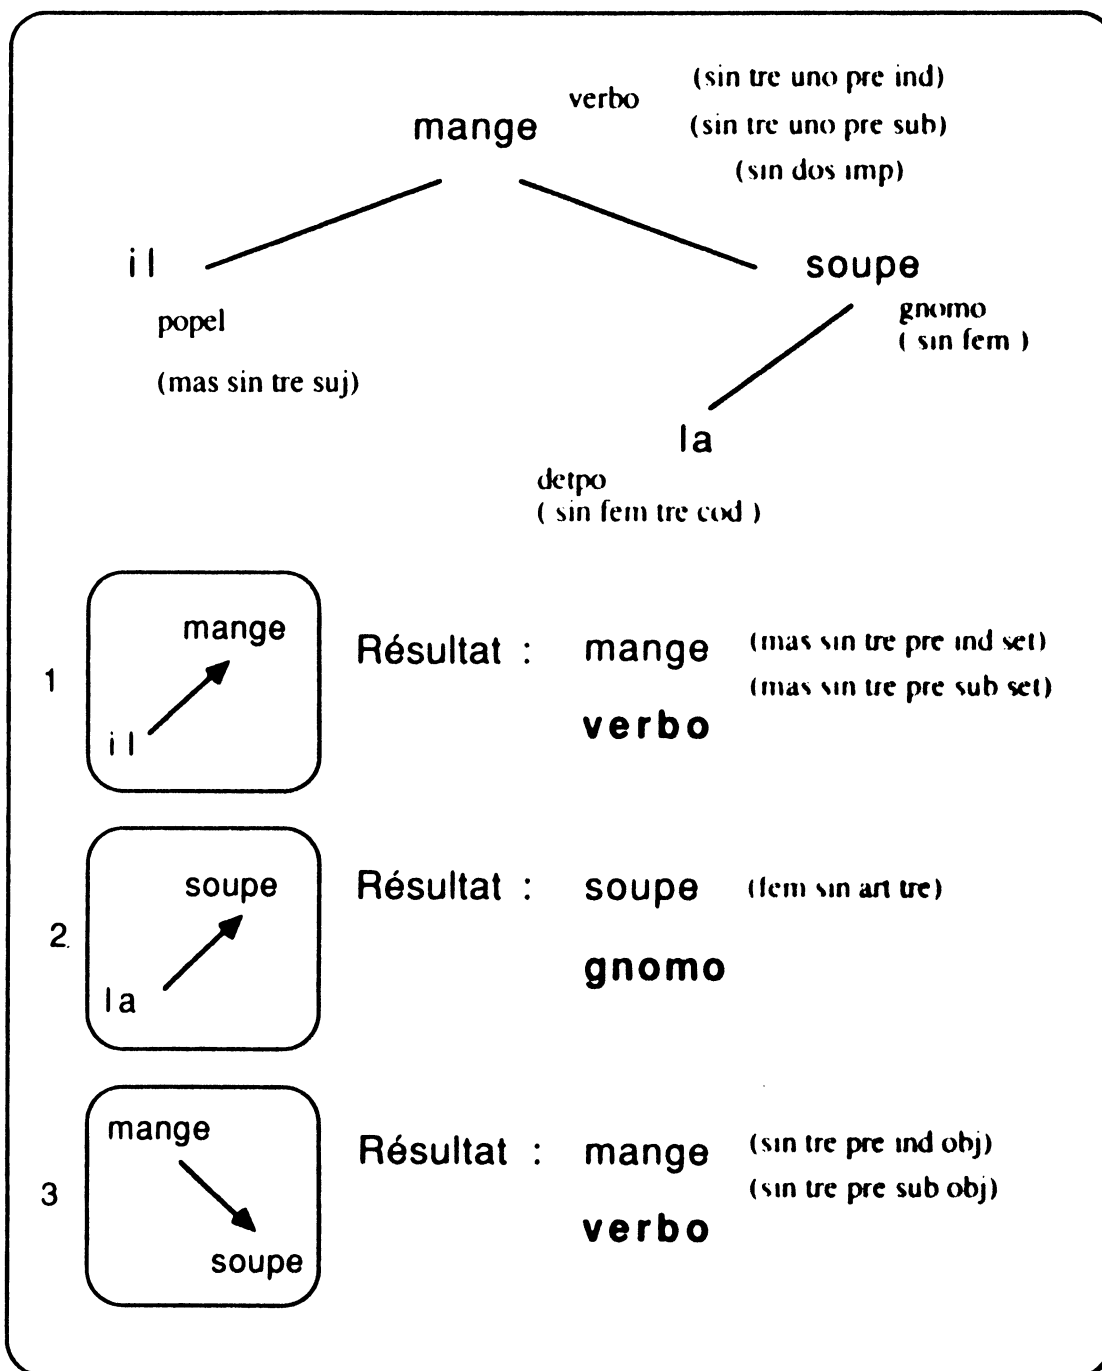 (sin tre uno pre ind)
mange verbo (sin tre uno pre sub)
(sin dos imp)
il soupe
popel gnomo
( sin fem )
(mas sin tre suj)
la
detpo
( sin fem tre cod )
mange
il
1
Résultat : mange (mas sin tre pre ind set)
(mas sin tre pre sub set)
verbo
soupe
la
2
Résultat : soupe (fem sin art tre)
gnomo
mange
soupe
3
Résultat : mange (sin tre pre ind obj)
(sin tre pre sub obj)
verbo